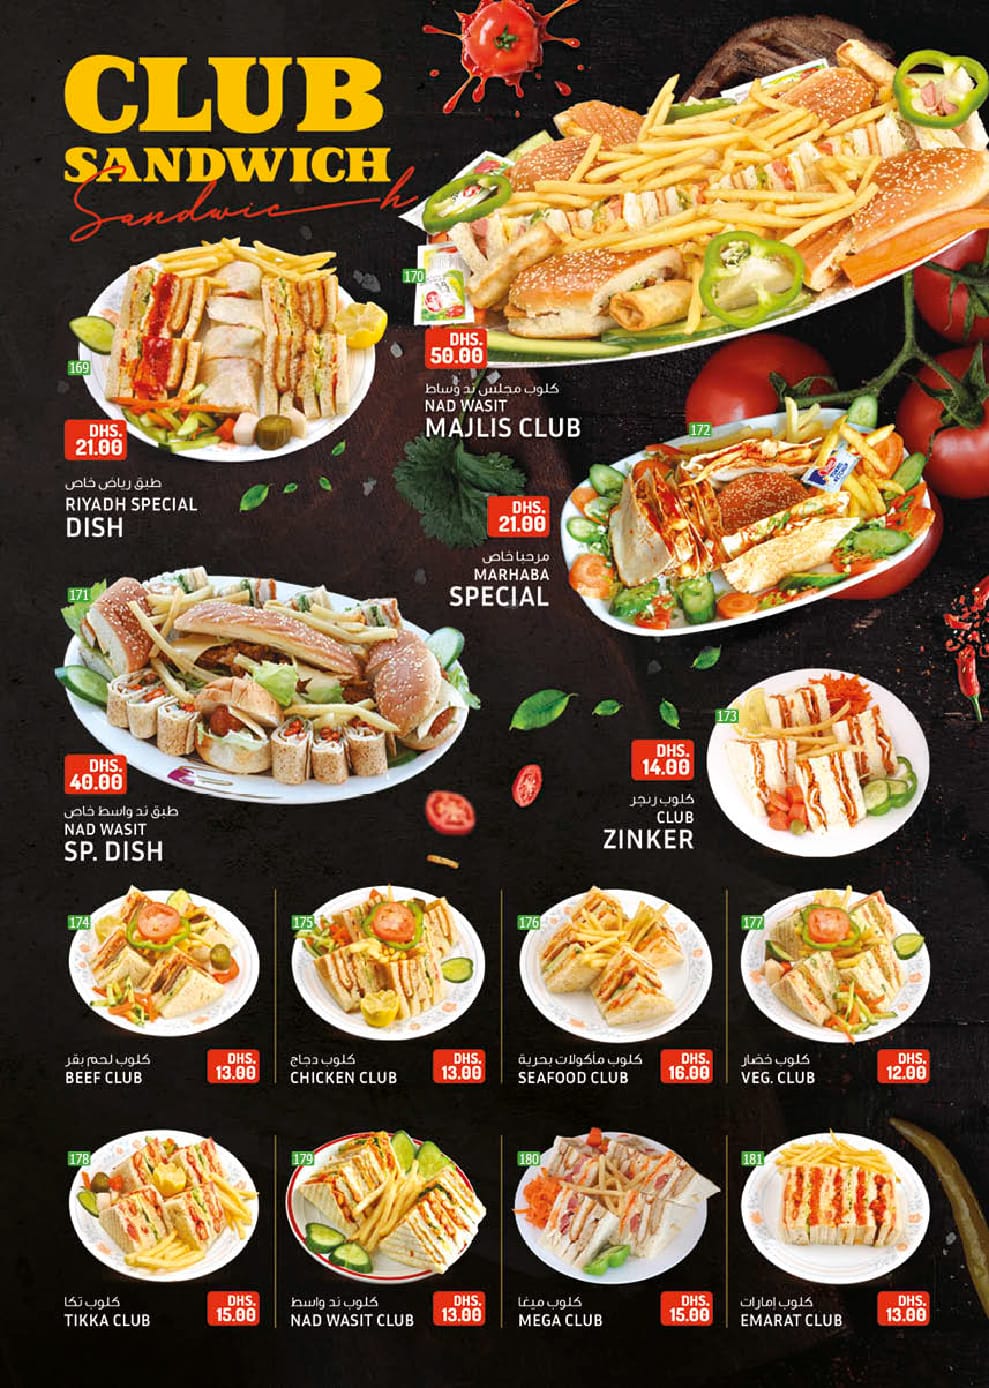 CLUB
SANDWICH
Sandwich
170
DHS.
50.00
كلوب مجلس ند وساط
NAD WASIT
MAJLIS CLUB
169
DHS.
21.00
طبق رياض خاص
RIYADH SPECIAL
DISH
172
DHS.
21.00
مرحبا خاص
MARHABA
SPECIAL
171
DHS.
40.00
طبق ند واسط خاص
NAD WASIT
SP. DISH
173
DHS.
14.00
كلوب رنجر
CLUB
ZINKER
174
كلوب لحم بقر
BEEF CLUB
DHS.
13.00
175
كلوب دجاج
CHICKEN CLUB
DHS.
13.00
176
كلوب مأكولات بحرية
SEAFOOD CLUB
DHS.
16.00
177
كلوب خضار
VEG. CLUB
DHS.
12.00
178
كلوب تكا
TIKKA CLUB
DHS.
15.00
179
كلوب ند واسط
NAD WASIT CLUB
DHS.
13.00
180
كلوب ميغا
MEGA CLUB
DHS.
15.00
181
كلوب إمارات
EMARAT CLUB
DHS.
13.00